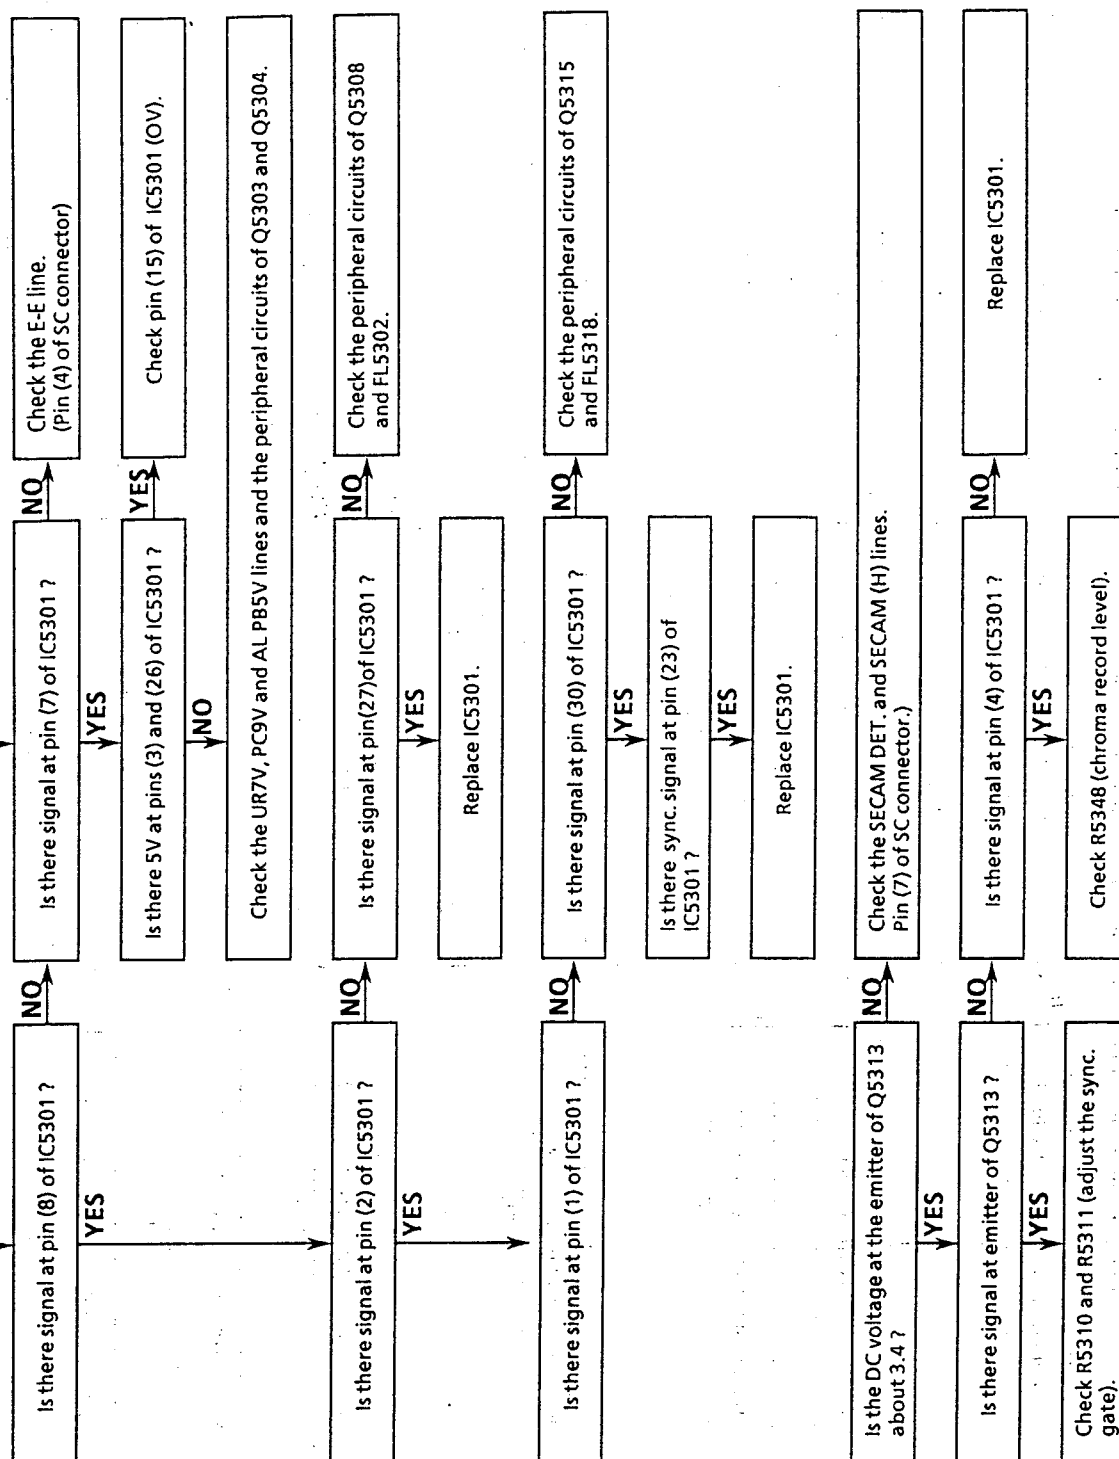 Is there signal at pin (8) of IC5301 ?
NO
YES
Is there signal at pin (7) of IC5301 ?
NO
YES
Check the E-E line.
(Pin (4) of SC connector)
Is there 5V at pins (3) and (26) of IC5301 ?
YES
NO
Check pin (15) of IC5301 (OV).
Check the UR7V, PC9V and AL PB5V lines and the peripheral circuits of Q5303 and Q5304.
Is there signal at pin (2) of IC5301 ?
NO
YES
Is there signal at pin(27)of IC5301 ?
NO
YES
Check the peripheral circuits of Q5308
and FL5302.
Replace IC5301.
Is there signal at pin (1) of IC5301 ?
NO
Is there signal at pin (30) of IC5301 ?
NO
YES
Check the peripheral circuits of Q5315
and FL5318.
Is there sync. signal at pin (23) of
IC5301 ?
YES
Replace IC5301.
Is the DC voltage at the emitter of Q5313
about 3.4 ?
NO
YES
Check the SECAM DET. and SECAM (H) lines.
Pin (7) of SC connector.)
Is there signal at emitter of Q5313 ?
NO
YES
Is there signal at pin (4) of IC5301 ?
NO
YES
Replace IC5301.
Check R5310 and R5311 (adjust the sync.
gate).
Check R5348 (chroma record level).